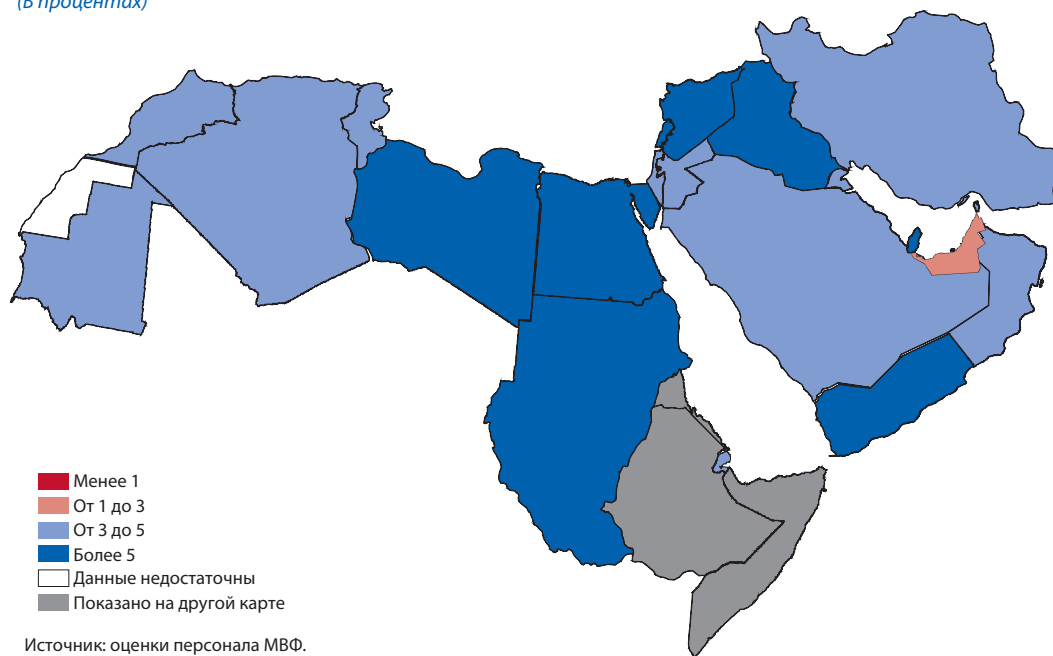 (В процентах)
Менее 1
От 1 до 3
От 3 до 5
Более 5
Данные недостаточны
Показано на другой карте
Источник: оценки персонала МВФ.